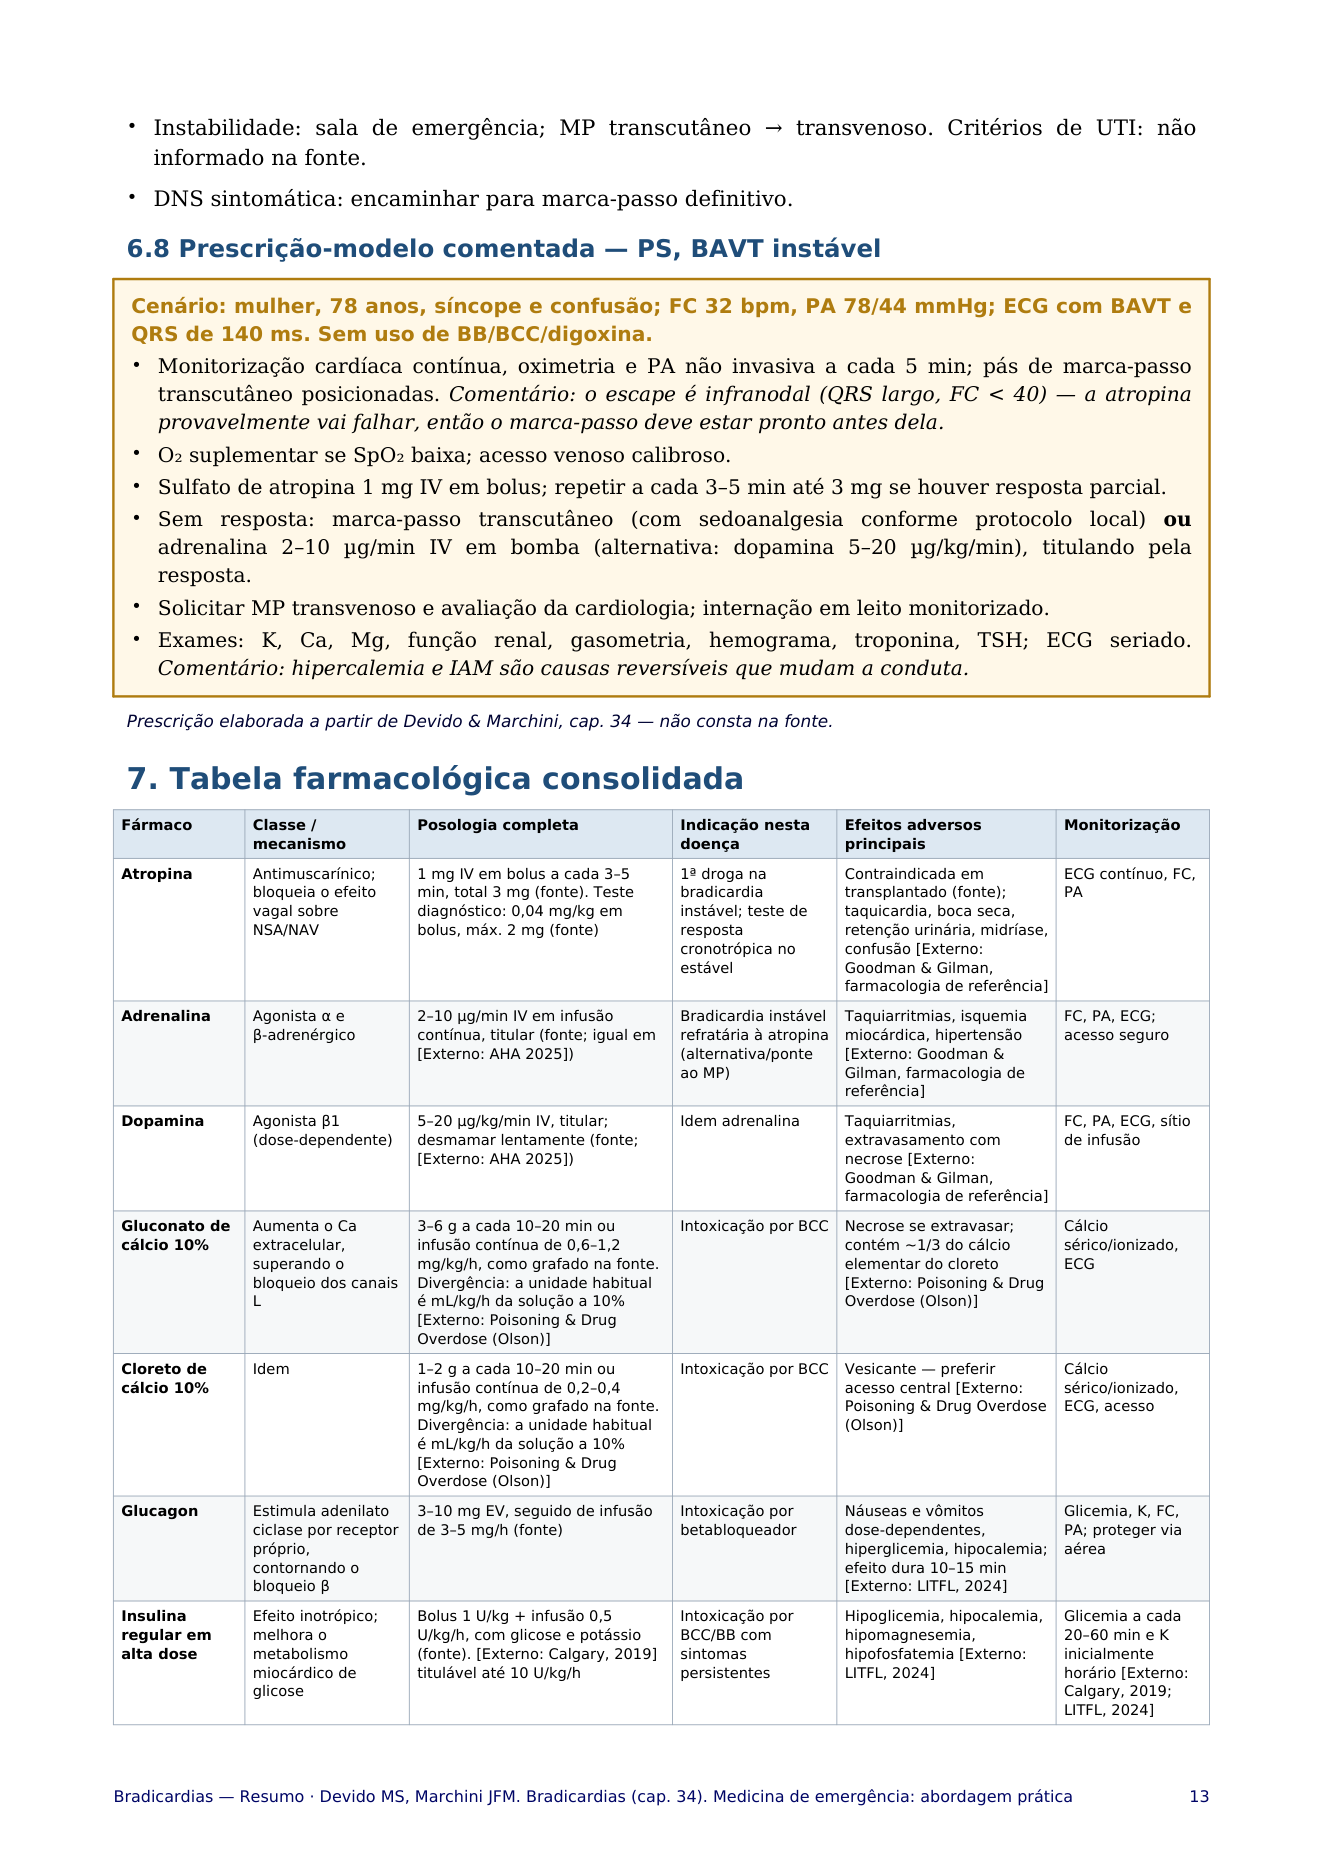 • Instabilidade: sala de emergência; MP transcutâneo → transvenoso. Critérios de UTI: não
informado na fonte.
• DNS sintomática: encaminhar para marca-passo definitivo.
6.8 Prescrição-modelo comentada — PS, BAVT instável
Cenário: mulher, 78 anos, síncope e confusão; FC 32 bpm, PA 78/44 mmHg; ECG com BAVT e
QRS de 140 ms. Sem uso de BB/BCC/digoxina.
• Monitorização cardíaca contínua, oximetria e PA não invasiva a cada 5 min; pás de marca-passo
transcutâneo posicionadas. Comentário: o escape é infranodal (QRS largo, FC < 40) — a atropina
provavelmente vai falhar, então o marca-passo deve estar pronto antes dela.
• O₂ suplementar se SpO₂ baixa; acesso venoso calibroso.
• Sulfato de atropina 1 mg IV em bolus; repetir a cada 3–5 min até 3 mg se houver resposta parcial.
• Sem resposta: marca-passo transcutâneo (com sedoanalgesia conforme protocolo local) ou
adrenalina 2–10 µg/min IV em bomba (alternativa: dopamina 5–20 µg/kg/min), titulando pela
resposta.
• Solicitar MP transvenoso e avaliação da cardiologia; internação em leito monitorizado.
• Exames: K, Ca, Mg, função renal, gasometria, hemograma, troponina, TSH; ECG seriado.
Comentário: hipercalemia e IAM são causas reversíveis que mudam a conduta.
Prescrição elaborada a partir de Devido & Marchini, cap. 34 — não consta na fonte.
7. Tabela farmacológica consolidada
Fármaco
Classe /
mecanismo
Posologia completa
Indicação nesta
doença
Efeitos adversos
principais
Monitorização
Atropina
Antimuscarínico;
bloqueia o efeito
vagal sobre
NSA/NAV
1 mg IV em bolus a cada 3–5
min, total 3 mg (fonte). Teste
diagnóstico: 0,04 mg/kg em
bolus, máx. 2 mg (fonte)
1ª droga na
bradicardia
instável; teste de
resposta
cronotrópica no
estável
Contraindicada em
transplantado (fonte);
taquicardia, boca seca,
retenção urinária, midríase,
confusão [Externo:
Goodman & Gilman,
farmacologia de referência]
ECG contínuo, FC,
PA
Adrenalina
Agonista α e
β-adrenérgico
2–10 µg/min IV em infusão
contínua, titular (fonte; igual em
[Externo: AHA 2025])
Bradicardia instável
refratária à atropina
(alternativa/ponte
ao MP)
Taquiarritmias, isquemia
miocárdica, hipertensão
[Externo: Goodman &
Gilman, farmacologia de
referência]
FC, PA, ECG;
acesso seguro
Dopamina
Agonista β1
(dose-dependente)
5–20 µg/kg/min IV, titular;
desmamar lentamente (fonte;
[Externo: AHA 2025])
Idem adrenalina
Taquiarritmias,
extravasamento com
necrose [Externo:
Goodman & Gilman,
farmacologia de referência]
FC, PA, ECG, sítio
de infusão
Gluconato de
cálcio 10%
Aumenta o Ca
extracelular,
superando o
bloqueio dos canais
L
3–6 g a cada 10–20 min ou
infusão contínua de 0,6–1,2
mg/kg/h, como grafado na fonte.
Divergência: a unidade habitual
é mL/kg/h da solução a 10%
[Externo: Poisoning & Drug
Overdose (Olson)]
Intoxicação por BCC
Necrose se extravasar;
contém ~1/3 do cálcio
elementar do cloreto
[Externo: Poisoning & Drug
Overdose (Olson)]
Cálcio
sérico/ionizado,
ECG
Cloreto de
cálcio 10%
Idem
1–2 g a cada 10–20 min ou
infusão contínua de 0,2–0,4
mg/kg/h, como grafado na fonte.
Divergência: a unidade habitual
é mL/kg/h da solução a 10%
[Externo: Poisoning & Drug
Overdose (Olson)]
Intoxicação por BCC
Vesicante — preferir
acesso central [Externo:
Poisoning & Drug Overdose
(Olson)]
Cálcio
sérico/ionizado,
ECG, acesso
Glucagon
Estimula adenilato
ciclase por receptor
próprio,
contornando o
bloqueio β
3–10 mg EV, seguido de infusão
de 3–5 mg/h (fonte)
Intoxicação por
betabloqueador
Náuseas e vômitos
dose-dependentes,
hiperglicemia, hipocalemia;
efeito dura 10–15 min
[Externo: LITFL, 2024]
Glicemia, K, FC,
PA; proteger via
aérea
Insulina
regular em
alta dose
Efeito inotrópico;
melhora o
metabolismo
miocárdico de
glicose
Bolus 1 U/kg + infusão 0,5
U/kg/h, com glicose e potássio
(fonte). [Externo: Calgary, 2019]
titulável até 10 U/kg/h
Intoxicação por
BCC/BB com
sintomas
persistentes
Hipoglicemia, hipocalemia,
hipomagnesemia,
hipofosfatemia [Externo:
LITFL, 2024]
Glicemia a cada
20–60 min e K
inicialmente
horário [Externo:
Calgary, 2019;
LITFL, 2024]
Bradicardias — Resumo · Devido MS, Marchini JFM. Bradicardias (cap. 34). Medicina de emergência: abordagem prática 13